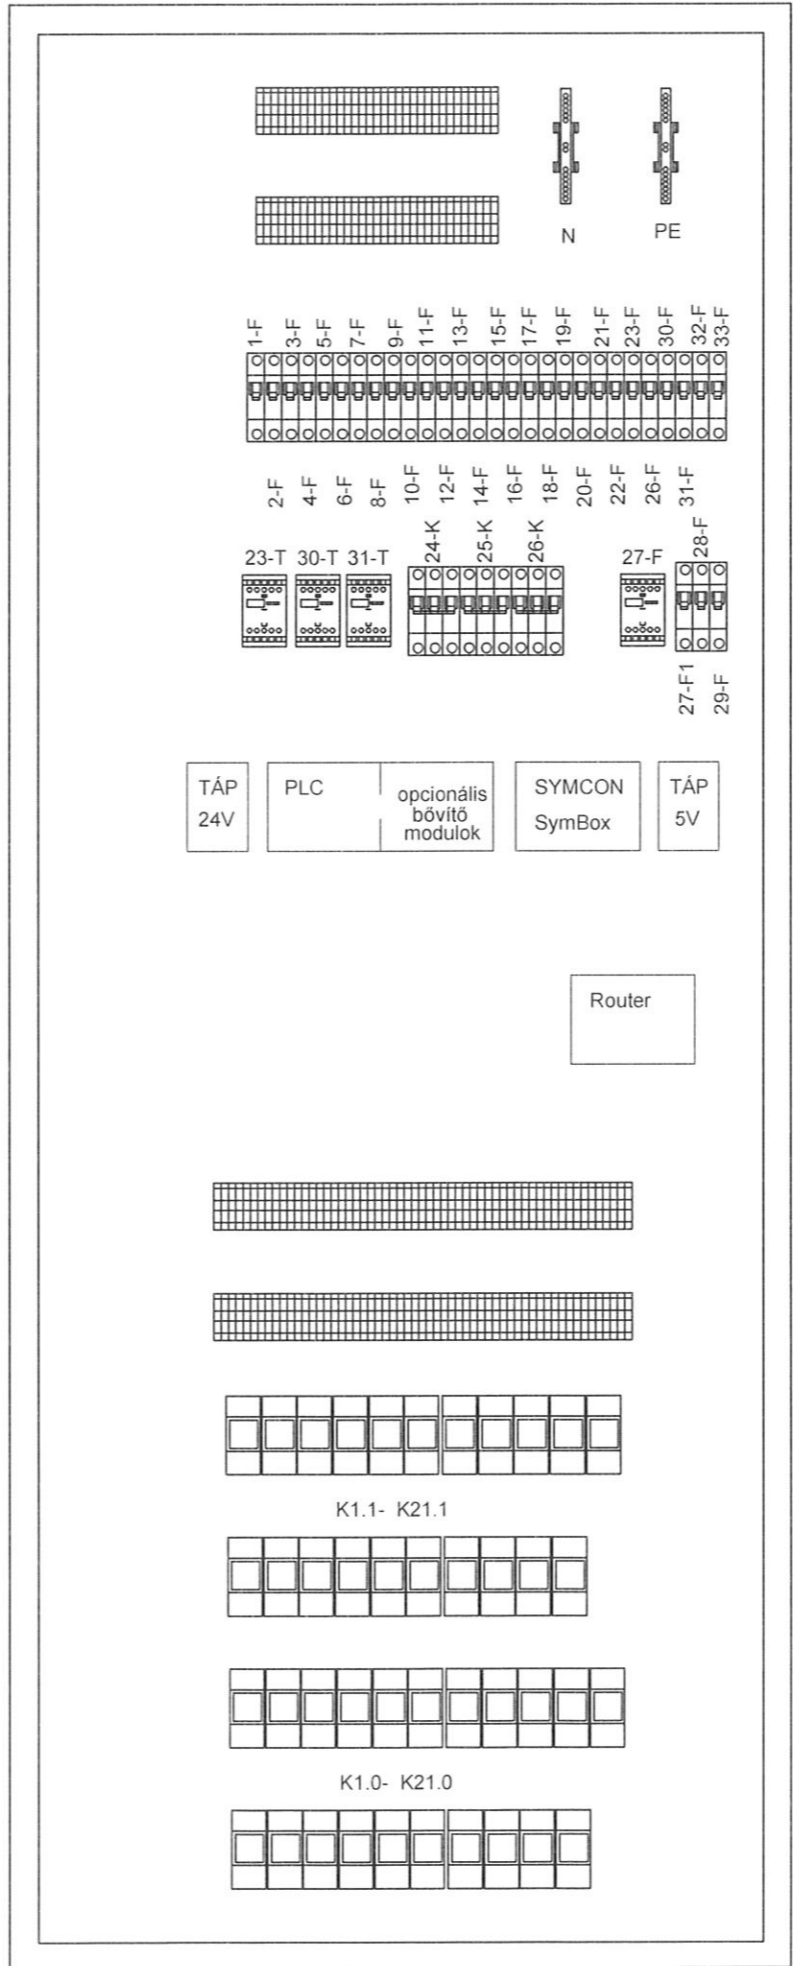 N
PE
1-F 3-F 5-F 7-F 9-F 11-F 13-F 15-F 17-F 19-F 21-F 23-F 30-F 32-F 33-F
2-F 4-F 6-F 8-F 10-F 12-F 14-F 16-F 18-F 20-F 22-F 26-F 31-F
23-T 30-T 31-T 24-K 25-K 26-K 27-F 28-F
27-F1 29-F
TÁP
24V
PLC
opcionális
bővítő
modulok
SYMCON
SymBox
TÁP
5V
Router
K1.1- K21.1
K1.0- K21.0